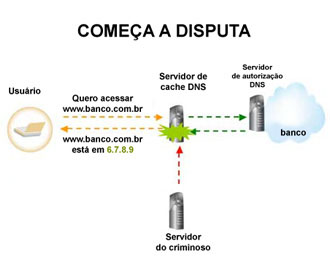 COMEÇA A DISPUTA
Usuário
Quero acessar
www.banco.com.br
www.banco.com.br
está em 6.7.8.9
Servidor de
cache DNS
Servidor
de autorização
DNS
banco
Servidor
do criminoso